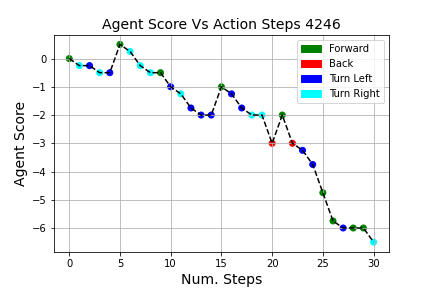 Agent Score Vs Action Steps 4246
Forward
Back
Turn Left
Turn Right
Agent Score
0
−1
−2
−3
−4
−5
−6
0 5 10 15 20 25 30
Num. Steps